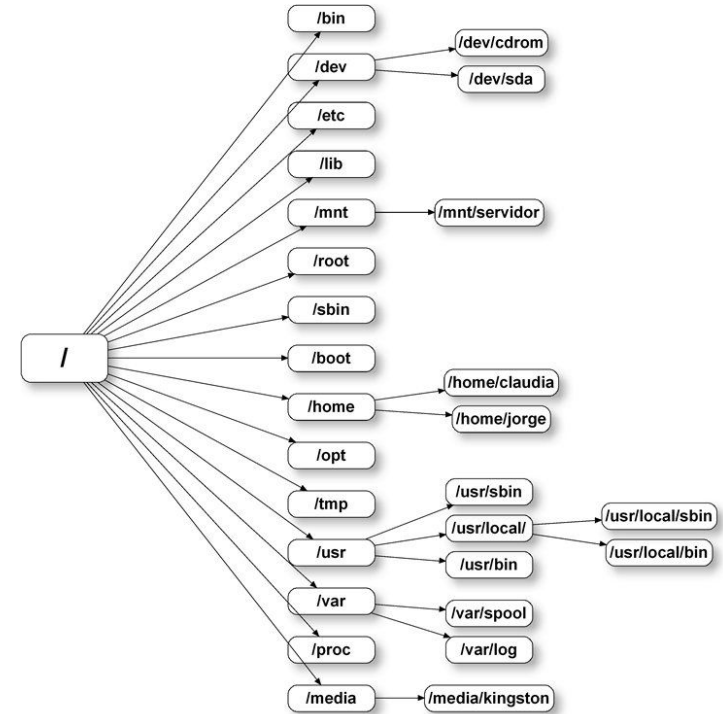 /
/bin
/dev
/dev/cdrom
/dev/sda
/etc
/lib
/mnt
/mnt/servidor
/root
/sbin
/boot
/home
/home/claudia
/home/jorge
/opt
/tmp
/usr
/usr/sbin
/usr/local/
/usr/local/sbin
/usr/local/bin
/usr/bin
/var
/var/spool
/var/log
/proc
/media
/media/kingston